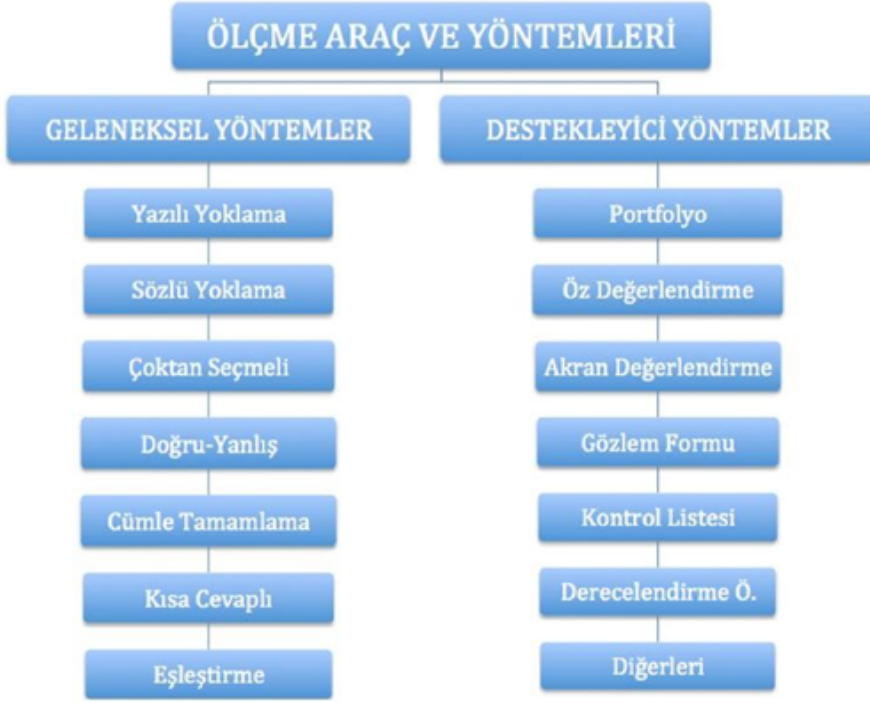 ÖLÇME ARAÇ VE YÖNTEMLERİ
GELENEKSEL YÖNTEMLER
Yazılı Yoklama
Sözlü Yoklama
Çoktan Seçmeli
Doğru-Yanlış
Cümle Tamamlama
Kısa Cevaplı
Eşleştirme
DESTEKLEYİCİ YÖNTEMLER
Portfolyo
Öz Değerlendirme
Akran Değerlendirme
Gözlem Formu
Kontrol Listesi
Derecelendirme Ö.
Diğerleri